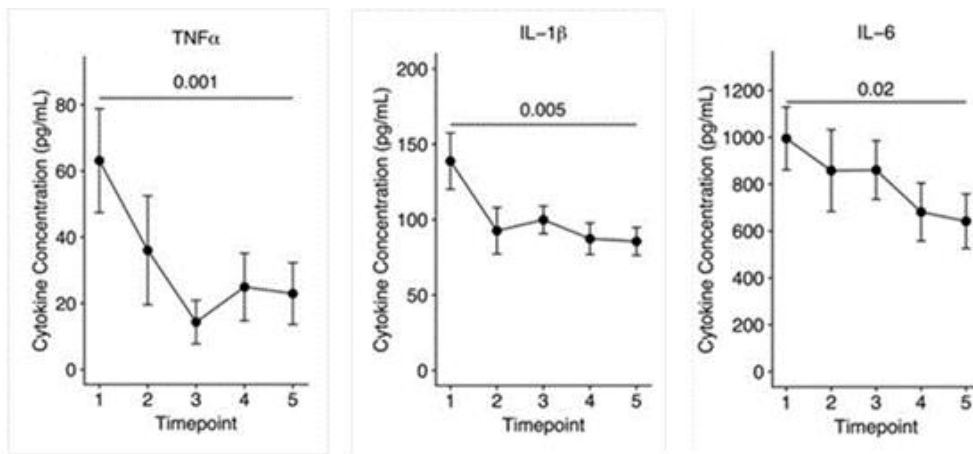 TNFα
Cytokine Concentration (pg/mL)
80
60
40
20
0
0.001
1 2 3 4 5
Timepoint
IL-1β
Cytokine Concentration (pg/mL)
200
150
100
50
0
0.005
1 2 3 4 5
Timepoint
IL-6
Cytokine Concentration (pg/mL)
1200
1000
800
600
400
200
0
0.02
1 2 3 4 5
Timepoint